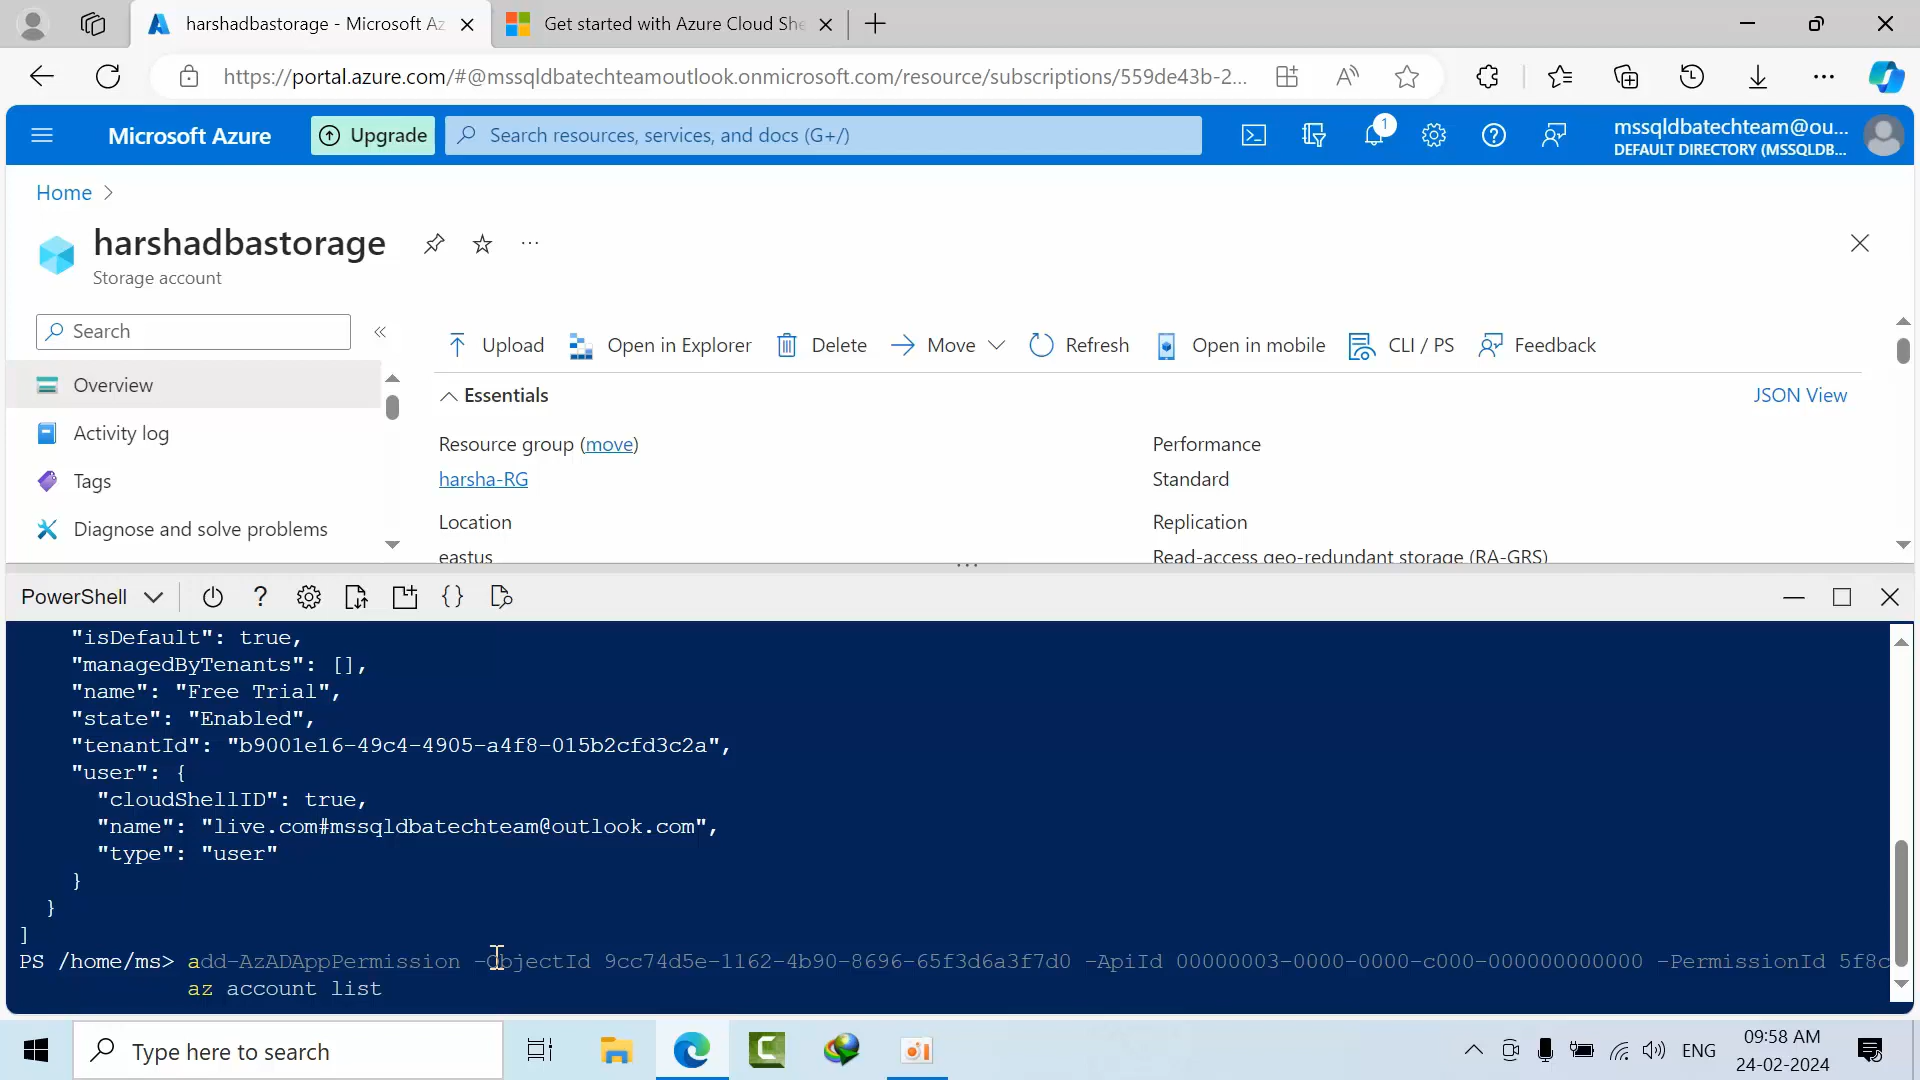 harshadbastorage - Microsoft Az
Get started with Azure Cloud She
https://portal.azure.com/#@mssqldbatechteamoutlook.onmicrosoft.com/resource/subscriptions/559de43b-2...
Microsoft Azure
Upgrade
Search resources, services, and docs (G+/)
1
mssqldbatechteam@ou...
DEFAULT DIRECTORY (MSSQLDB...
Home
harshadbastorage
Storage account
Search
Upload
Open in Explorer
Delete
Move
Refresh
Open in mobile
CLI / PS
Feedback
Overview
Activity log
Tags
Diagnose and solve problems
Essentials
JSON View
Resource group (move)
harsha-RG
Location
eastus
Performance
Standard
Replication
Read-access geo-redundant storage (RA-GRS)
PowerShell
"isDefault": true,
"managedByTenants": [],
"name": "Free Trial",
"state": "Enabled",
"tenantId": "b9001e16-49c4-4905-a4f8-015b2cfd3c2a",
"user": {
"cloudShellID": true,
"name": "live.com#mssqldbatechteam@outlook.com",
"type": "user"
}
}
]
PS /home/ms> add-AzADAppPermission -ObjectId 9cc74d5e-1162-4b90-8696-65f3d6a3f7d0 -ApiId 00000003-0000-0000-c000-000000000000 -PermissionId 5f8c
az account list
Type here to search
ENG
09:58 AM
24-02-2024